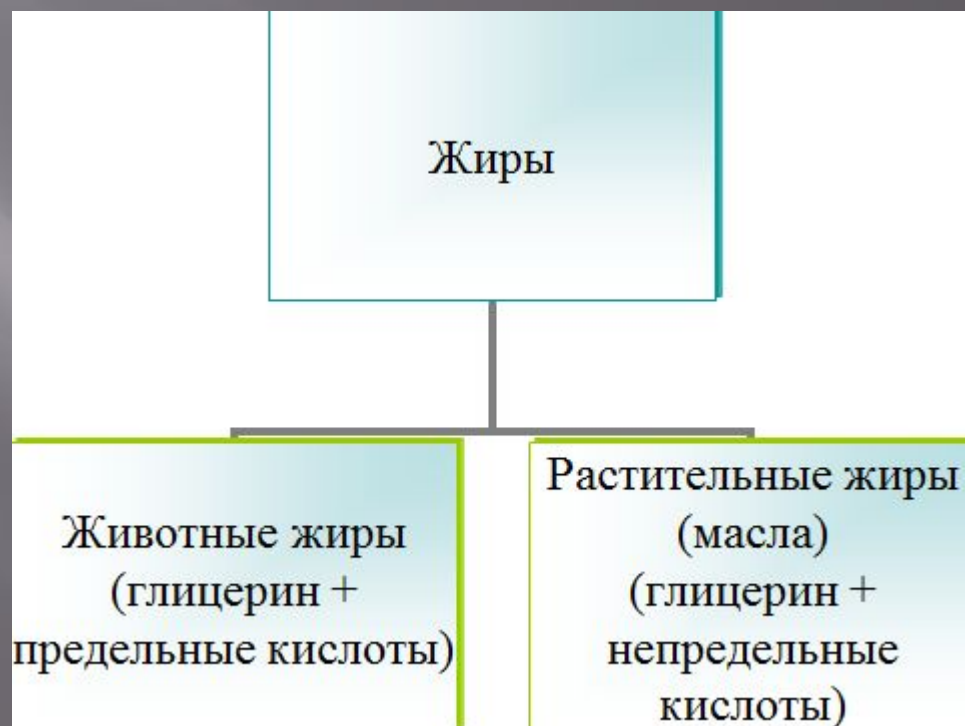 Жиры
Животные жиры
(глицерин +
предельные кислоты)
Растительные жиры
(масла)
(глицерин +
непредельные
кислоты)